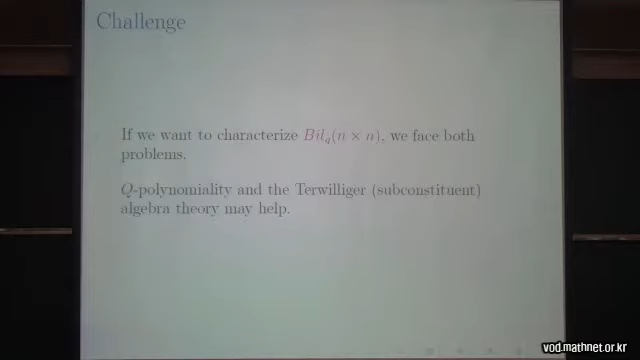 Challenge
If we want to characterize Bil_q(n × n), we face both
problems.
Q-polynomiality and the Terwilliger (subconstituent)
algebra theory may help.
vod.mathnet.or.kr